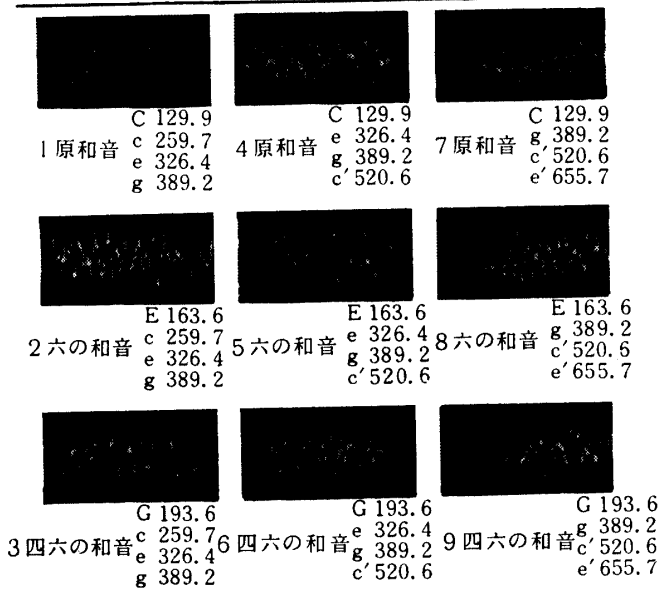 C 129.9
1原和音 c 259.7
e 326.4
g 389.2
C 129.9
4原和音 e 326.4
g 389.2
c′ 520.6
C 129.9
7原和音 g 389.2
c′ 520.6
e′ 655.7
E 163.6
2六の和音 c 259.7
e 326.4
g 389.2
E 163.6
5六の和音 e 326.4
g 389.2
c′ 520.6
E 163.6
8六の和音 g 389.2
c′ 520.6
e′ 655.7
G 193.6
3四六の和音 c 259.7
e 326.4
g 389.2
G 193.6
6四六の和音 e 326.4
g 389.2
c′ 520.6
G 193.6
9四六の和音 g 389.2
c′ 520.6
e′ 655.7